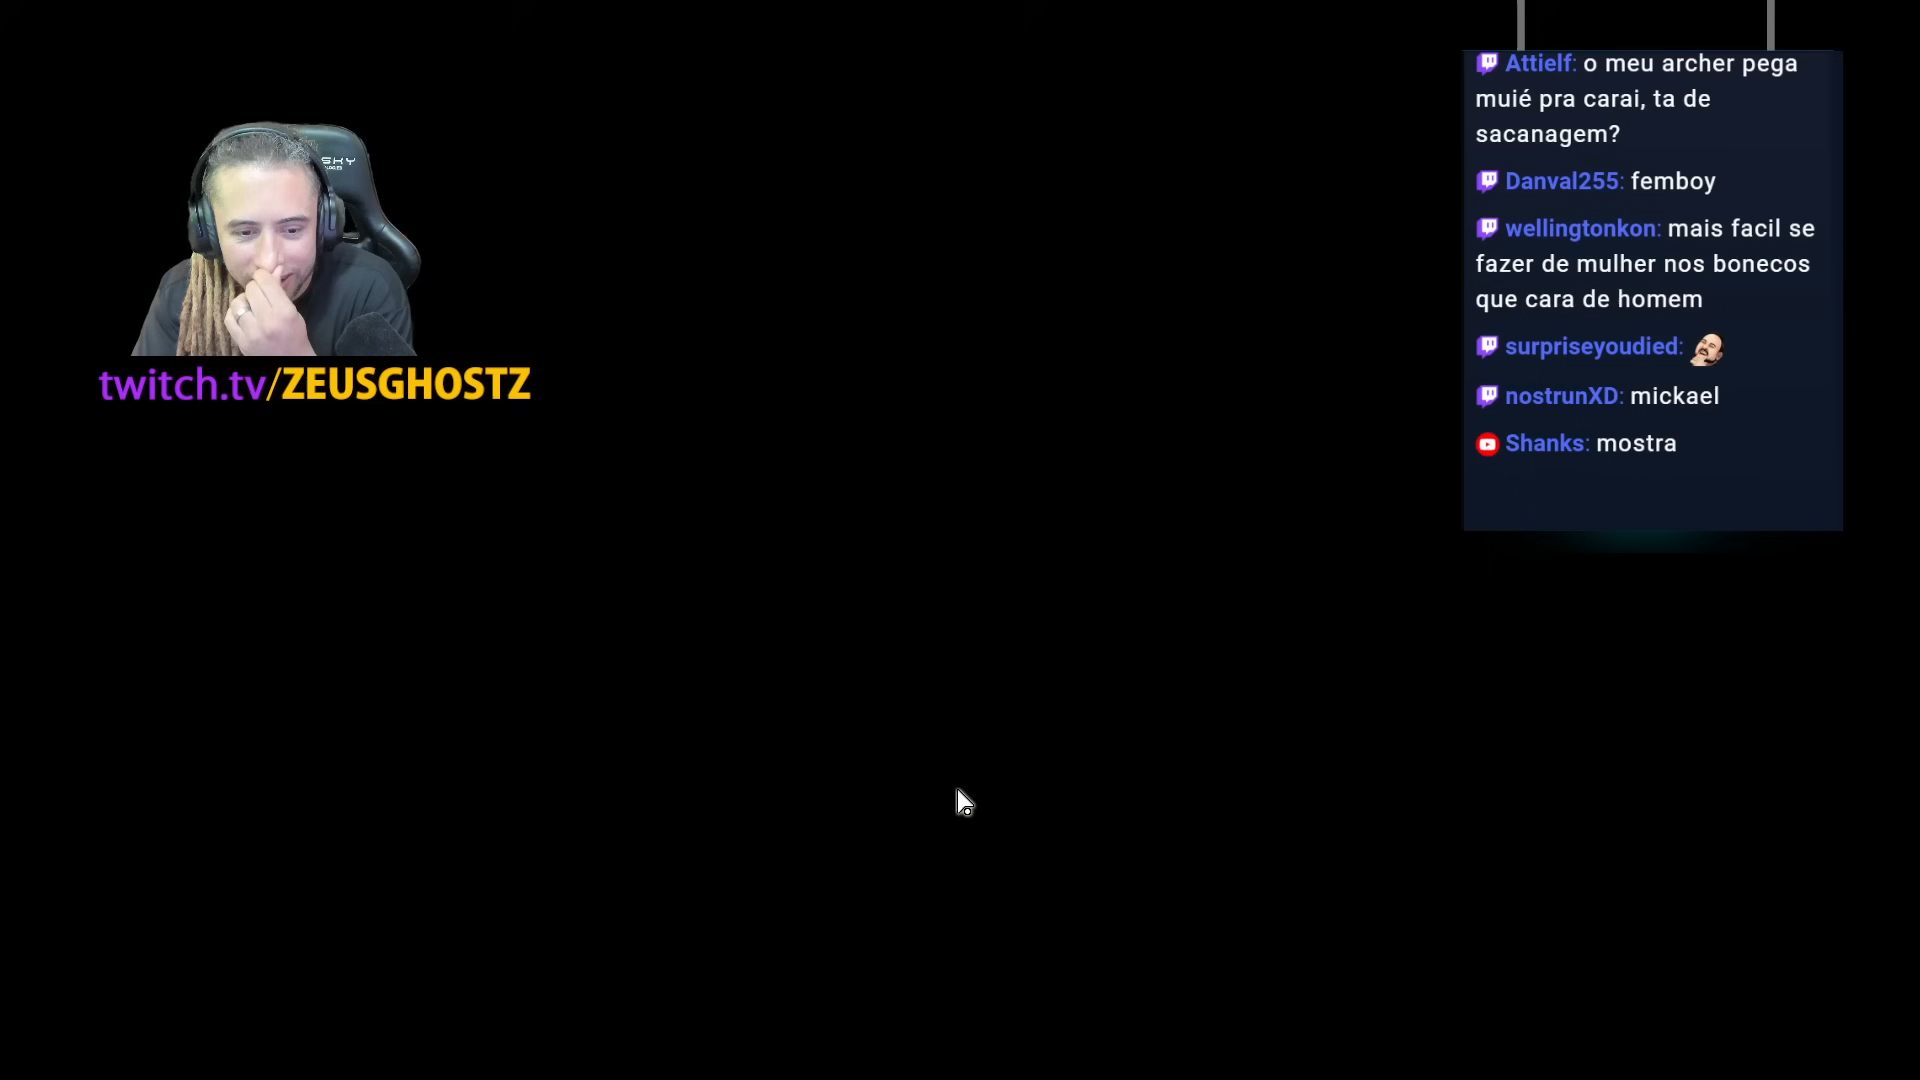 SKY
Attielf: o meu archer pega
muié pra carai, ta de
sacanagem?
Danval255: femboy
wellingtonkon: mais facil se
fazer de mulher nos bonecos
que cara de homem
surpriseyoudied:
nostrunXD: mickael
Shanks: mostra
twitch.tv/ZEUSGHOSTZ